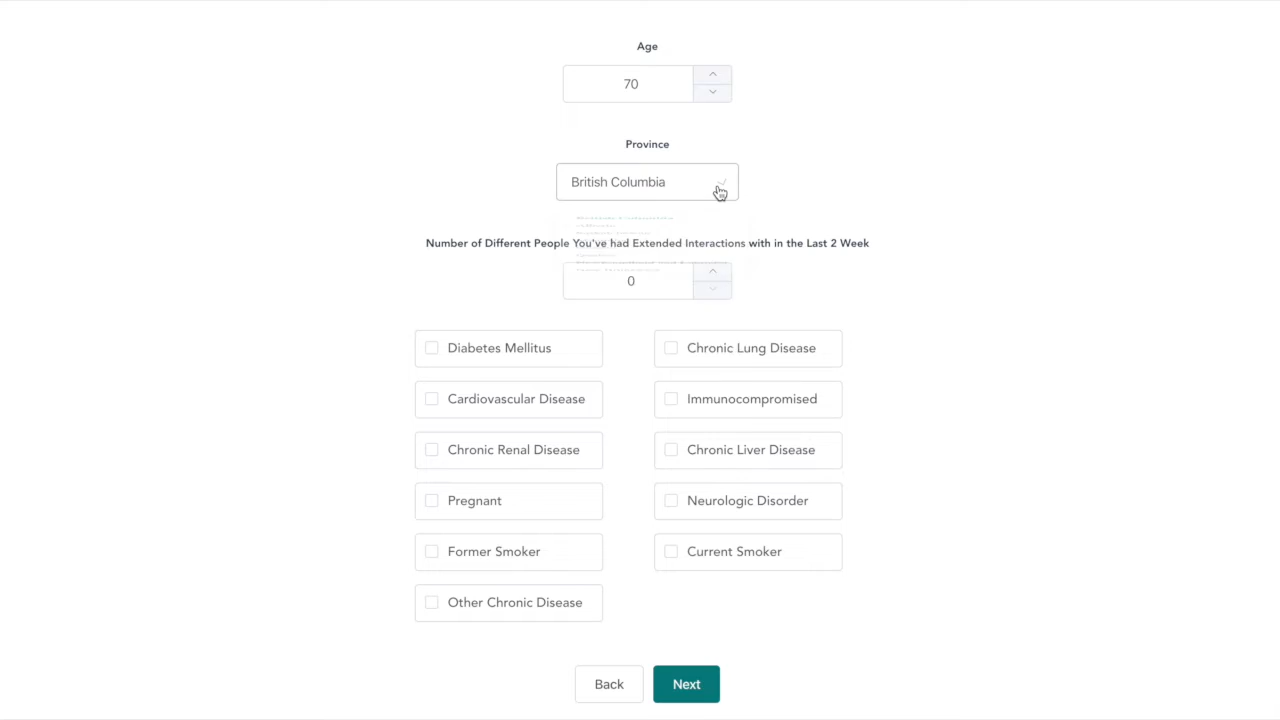 Age
70
Province
British Columbia
Number of Different People You've had Extended Interactions with in the Last 2 Week
0
Diabetes Mellitus
Chronic Lung Disease
Cardiovascular Disease
Immunocompromised
Chronic Renal Disease
Chronic Liver Disease
Pregnant
Neurologic Disorder
Former Smoker
Current Smoker
Other Chronic Disease
Back
Next